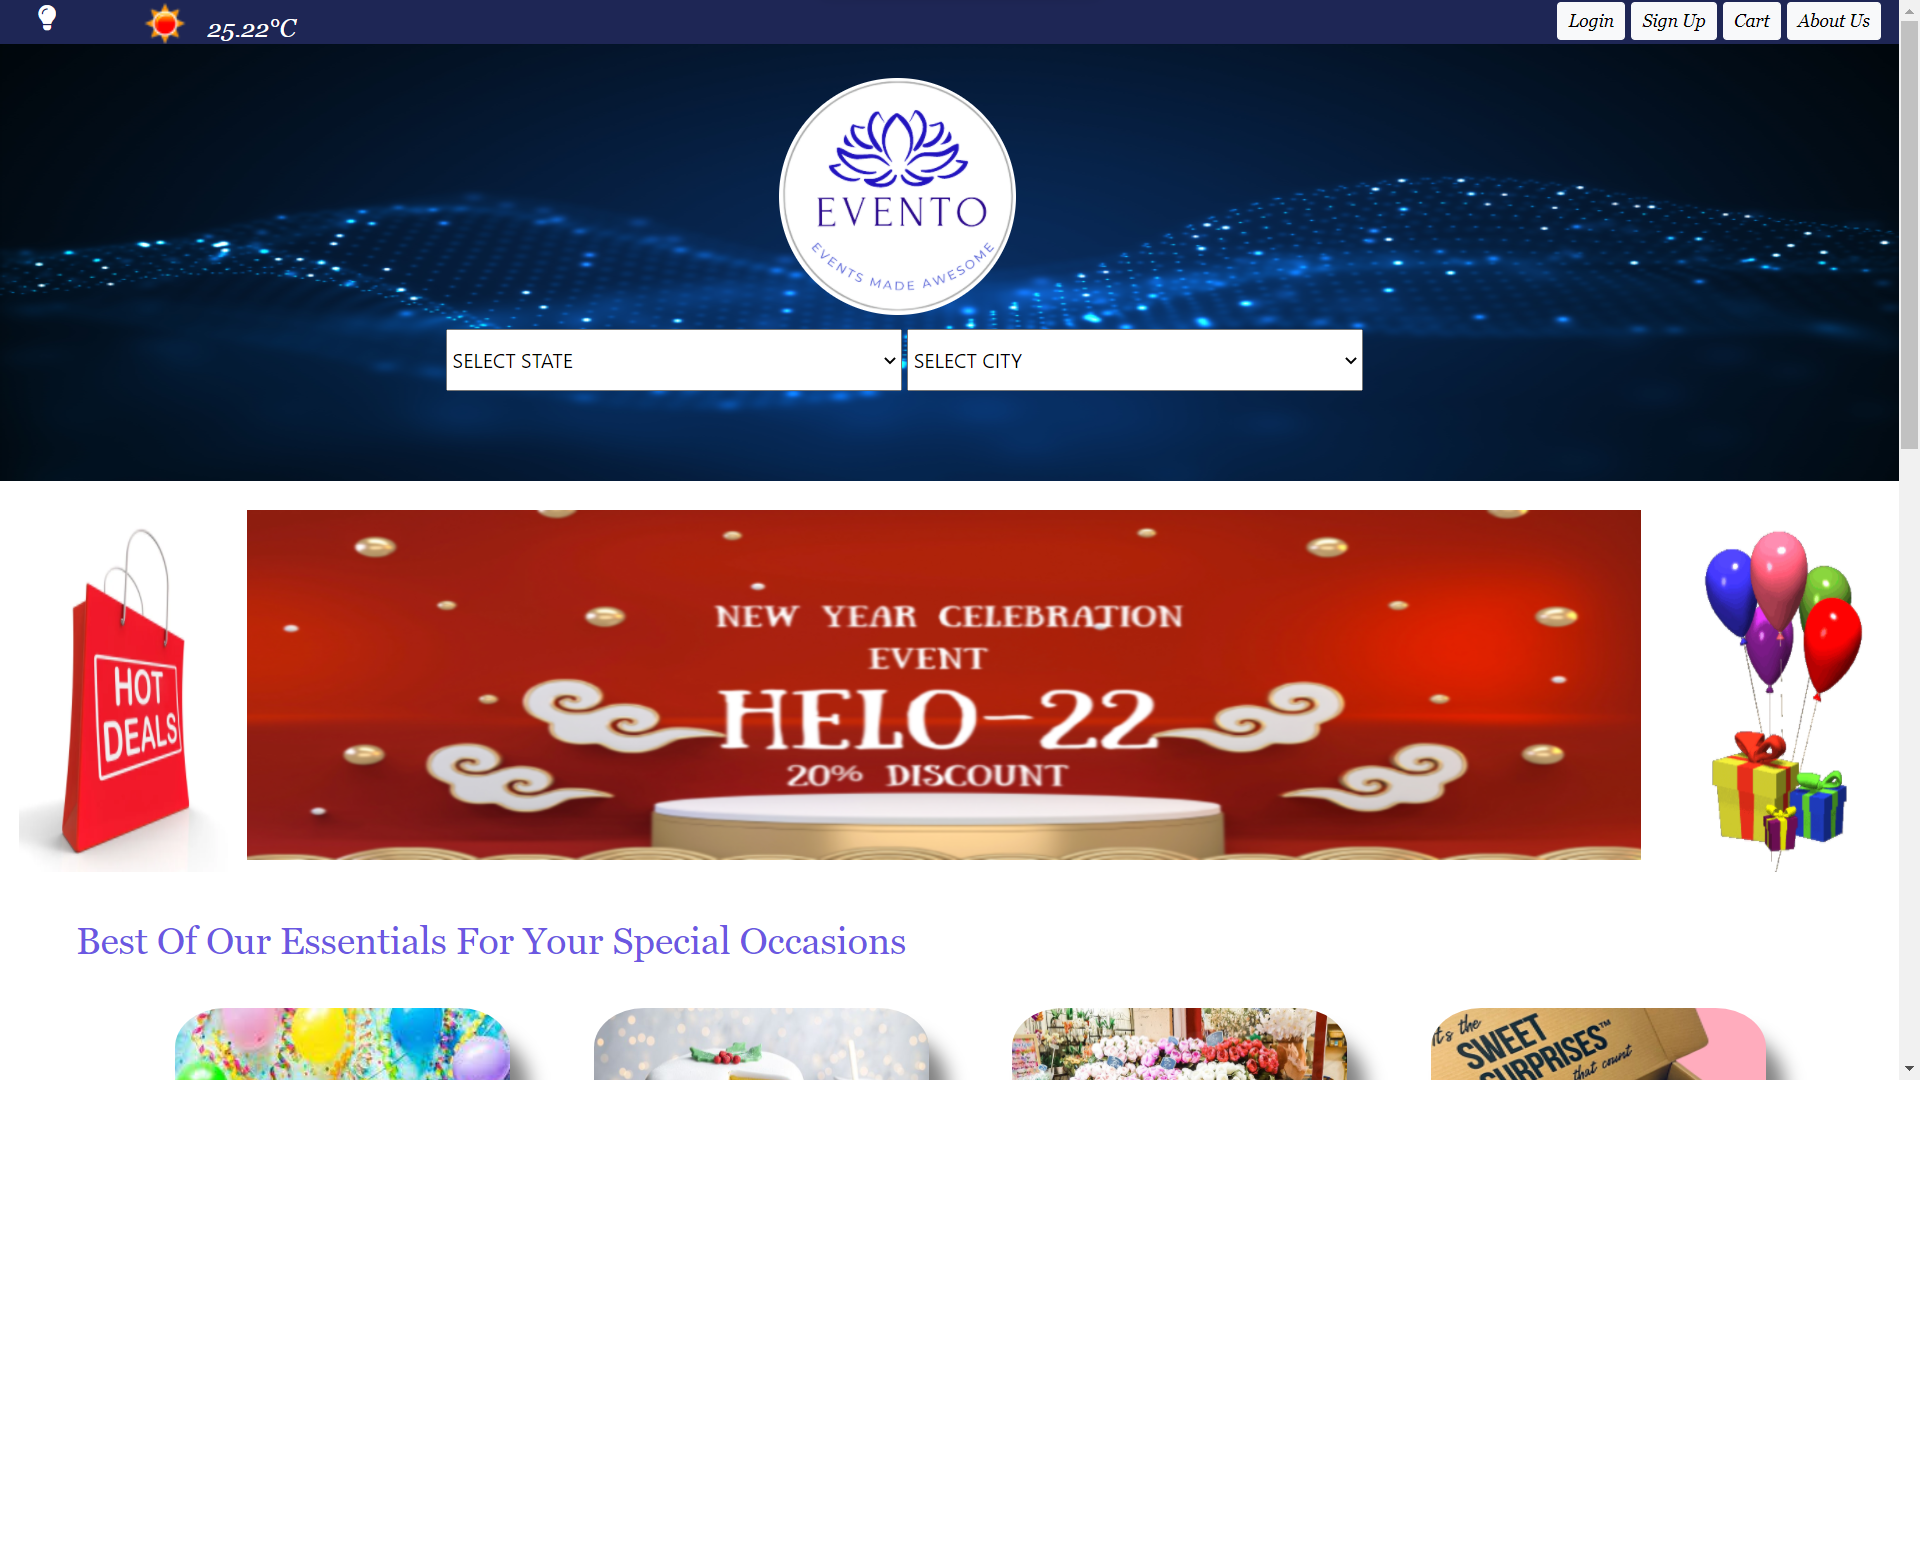 25.22°C
Login
Sign Up
Cart
About Us
EVENTO
EVENTS MADE AWESOME
SELECT STATE
SELECT CITY
HOT
DEALS
NEW YEAR CELEBRATION
EVENT
HELO-22
20% DISCOUNT
Best Of Our Essentials For Your Special Occasions
it's the
SWEET
SURPRISES™
that count